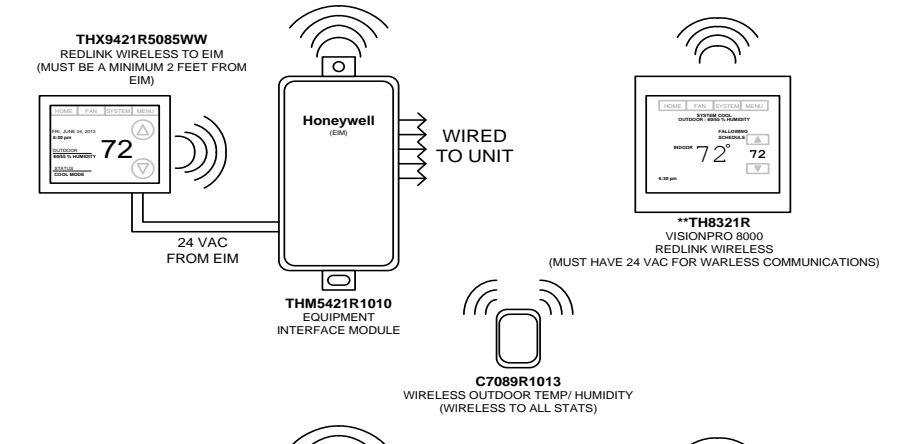 THX9421R5085WW
REDLINK WIRELESS TO EIM
(MUST BE A MINIMUM 2 FEET FROM
EIM)
HOME FAN SYSTEM MENU
FRI, JUNE 24, 2013
6:30 pm
OUTDOOR
80/55 % HUMIDITY
72
STATUS
COOL MODE
24 VAC
FROM EIM
Honeywell
(EIM)
WIRED
TO UNIT
THM5421R1010
EQUIPMENT
INTERFACE MODULE
HOME FAN SYSTEM MENU
SYSTEM COOL
OUTDOOR : 80/55 % HUMIDITY
FALLOWING
SCHEDULE
INDOOR 72° 72
6:30 pm
**TH8321R
VISIONPRO 8000
REDLINK WIRELESS
(MUST HAVE 24 VAC FOR WARLESS COMMUNICATIONS)
C7089R1013
WIRELESS OUTDOOR TEMP/ HUMIDITY
(WIRELESS TO ALL STATS)